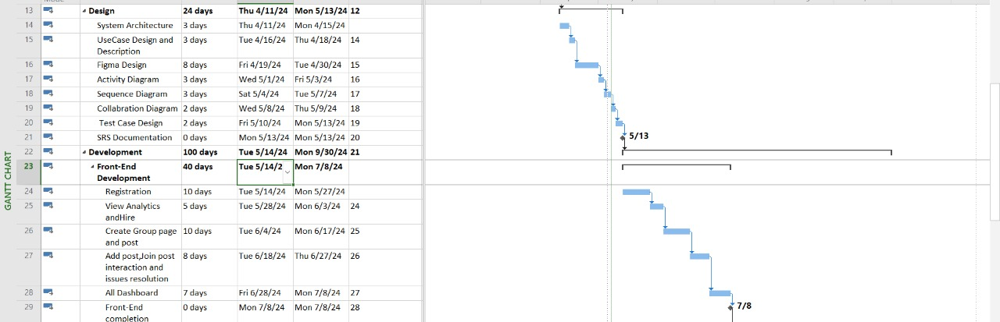 13 Design 24 days Thu 4/11/24 Mon 5/13/24 12
14 System Architecture 3 days Thu 4/11/24 Mon 4/15/24
15 UseCase Design and 3 days Tue 4/16/24 Thu 4/18/24 14
Description
16 Figma Design 8 days Fri 4/19/24 Tue 4/30/24 15
17 Activity Diagram 3 days Wed 5/1/24 Fri 5/3/24 16
18 Sequence Diagram 3 days Sat 5/4/24 Tue 5/7/24 17
19 Collabration Diagram 2 days Wed 5/8/24 Thu 5/9/24 18
20 Test Case Design 2 days Fri 5/10/24 Mon 5/13/24 19
21 SRS Documentation 0 days Mon 5/13/24 Mon 5/13/24 20 5/13
22 Development 100 days Tue 5/14/24 Mon 9/30/24 21
23 Front-End 40 days Tue 5/14/2 Mon 7/8/24
Development
24 Registration 10 days Tue 5/14/24 Mon 5/27/24
25 View Analytics 5 days Tue 5/28/24 Mon 6/3/24 24
andHire
26 Create Group page 10 days Tue 6/4/24 Mon 6/17/24 25
and post
27 Add post,Join post 8 days Tue 6/18/24 Thu 6/27/24 26
interaction and
issues resolution
28 All Dashboard 7 days Fri 6/28/24 Mon 7/8/24 27
29 Front-End 0 days Mon 7/8/24 Mon 7/8/24 28 7/8
completion
GANTT CHART